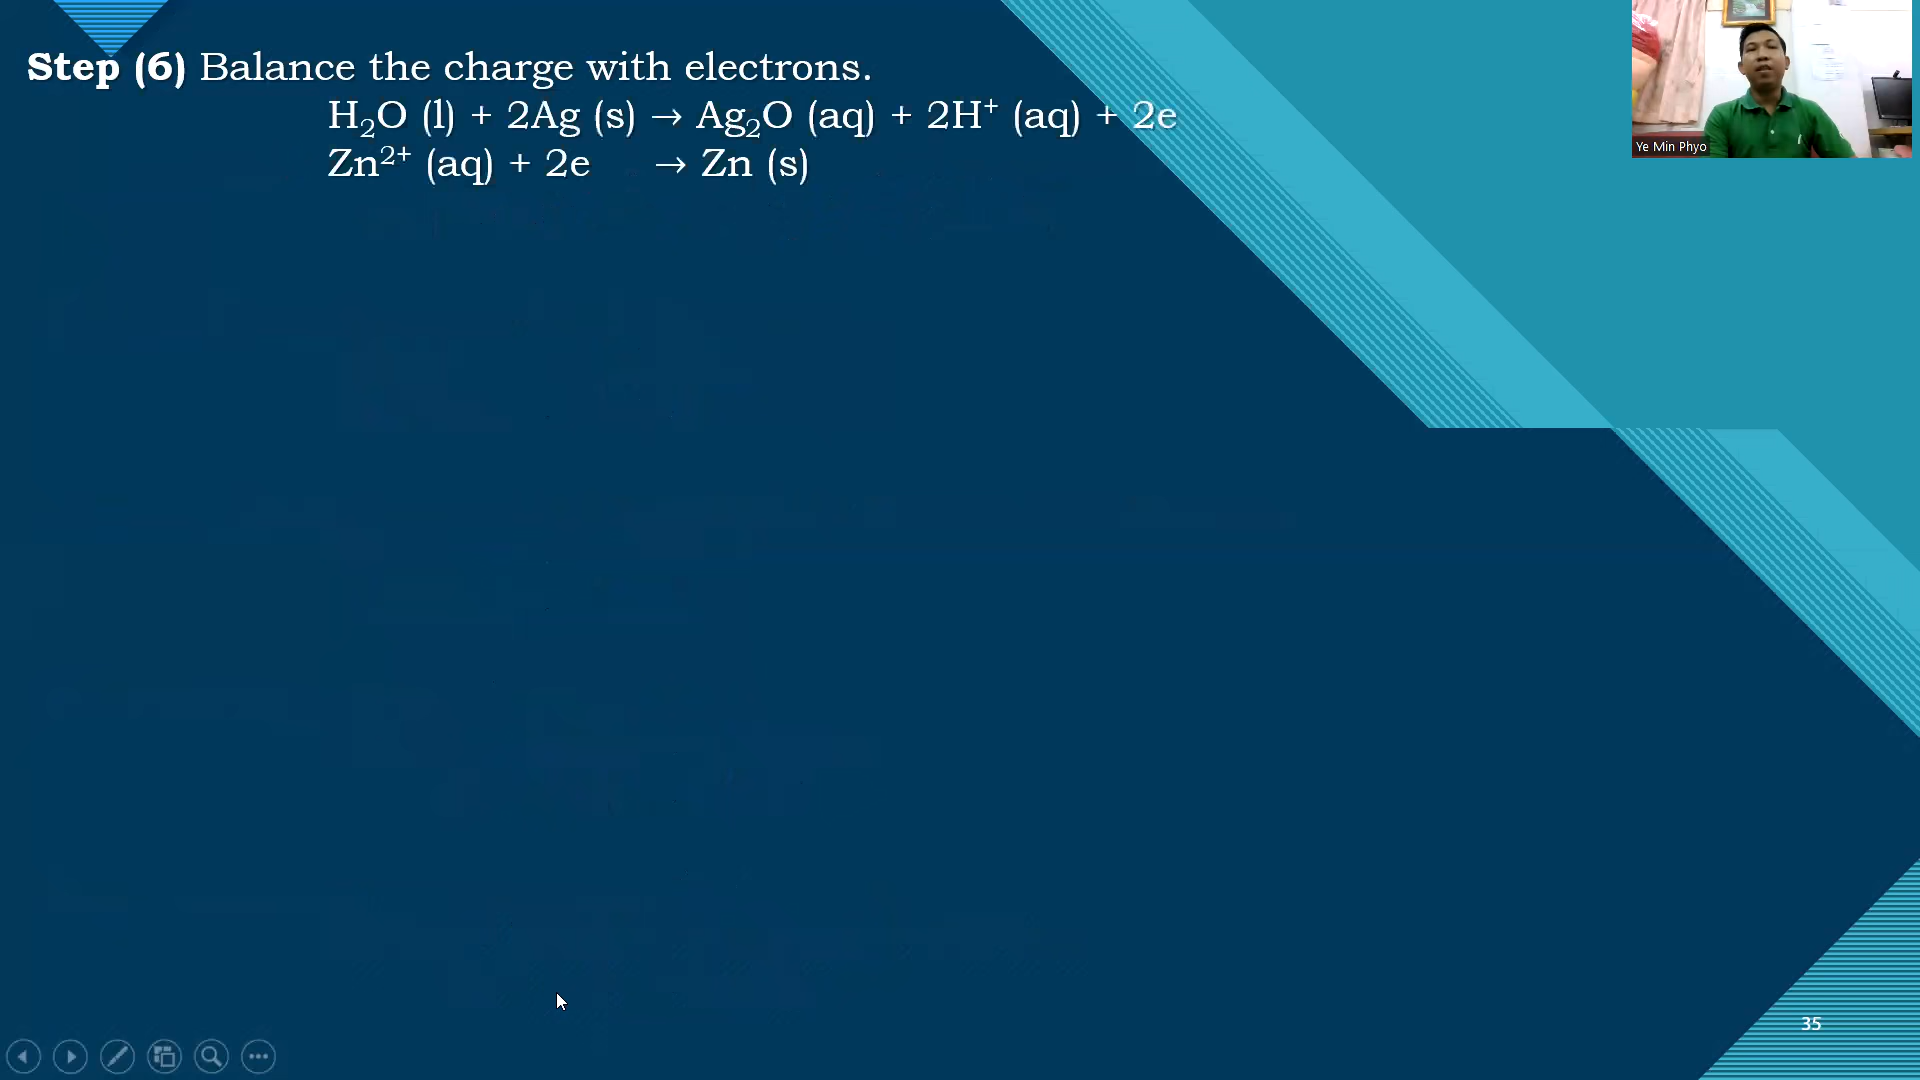 Step (6) Balance the charge with electrons.
H₂O (l) + 2Ag (s) → Ag₂O (aq) + 2H⁺ (aq) + 2e
Zn²⁺ (aq) + 2e → Zn (s)
Ye Min Phyo
35